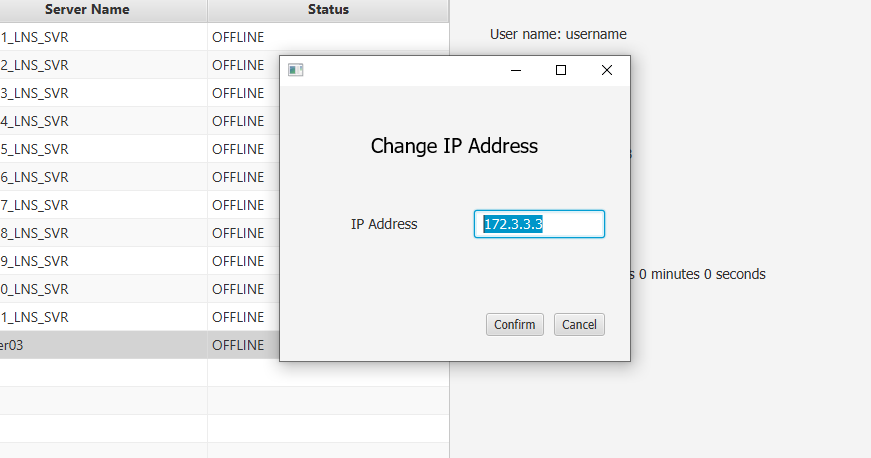 Server Name Status
1_LNS_SVR OFFLINE
2_LNS_SVR OFFLINE
3_LNS_SVR OFFLINE
4_LNS_SVR OFFLINE
5_LNS_SVR OFFLINE
6_LNS_SVR OFFLINE
7_LNS_SVR OFFLINE
8_LNS_SVR OFFLINE
9_LNS_SVR OFFLINE
0_LNS_SVR OFFLINE
1_LNS_SVR OFFLINE
er03 OFFLINE
User name: username
s 0 minutes 0 seconds
Change IP Address
IP Address 172.3.3.3
Confirm Cancel